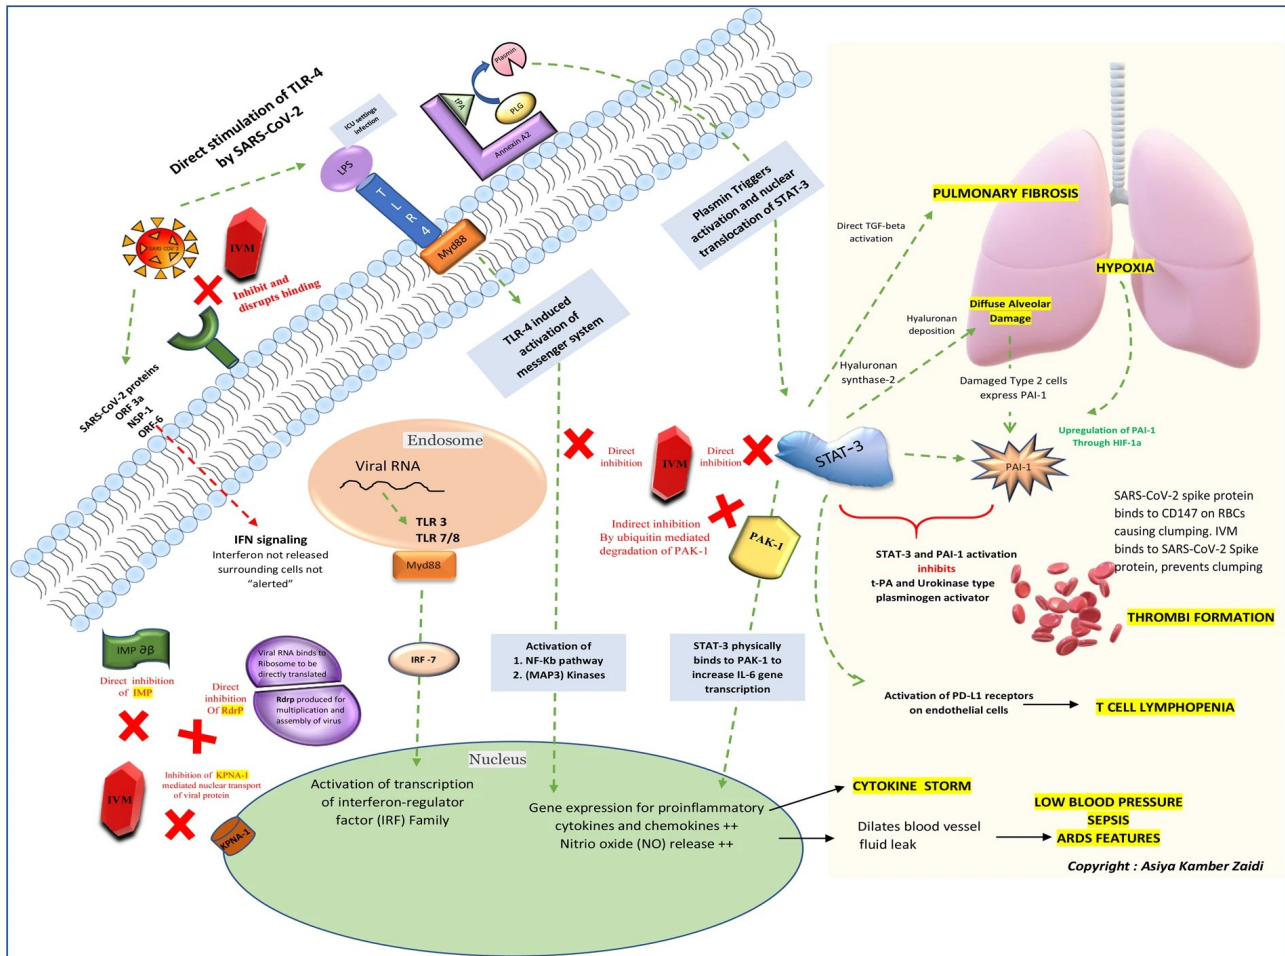 Direct stimulation of TLR-4
by SARS-CoV-2
ICU settings
infection
LPS
TLR4
Myd88
tPA
Plasmin
PLG
Annexin A2
SARS-COV 2
IVM
Inhibit and
disrupts binding
SARS-CoV-2 proteins
ORF 3a
NSP-1
ORF-6
IFN signaling
Interferon not released
surrounding cells not
“alerted”
TLR-4 induced
activation of
messenger system
Plasmin Triggers
activation and nuclear
translocation of STAT-3
Endosome
Viral RNA
TLR 3
TLR 7/8
Myd88
IRF -7
Direct
inhibition
IVM
Direct
inhibition
Indirect inhibition
By ubiquitin mediated
degradation of PAK-1
STAT-3
PAK-1
Activation of
1. NF-Kb pathway
2. (MAP3) Kinases
STAT-3 physically
binds to PAK-1 to
increase IL-6 gene
transcription
IMP ∂β
Direct inhibition
of IMP
Direct
inhibition
Of RdrP
Viral RNA binds to
Ribosome to be
directly translated
Rdrp produced for
multiplication and
assembly of virus
IVM
Inhibition of KPNA-1
mediated nuclear transport
of viral protein
KPNA-1
Nucleus
Activation of transcription
of interferon-regulator
factor (IRF) Family
Gene expression for proinflammatory
cytokines and chemokines ++
Nitrio oxide (NO) release ++
PULMONARY FIBROSIS
Direct TGF-beta
activation
HYPOXIA
Diffuse Alveolar
Damage
Hyaluronan
deposition
Hyaluronan
synthase-2
Damaged Type 2 cells
express PAI-1
Upregulation of PAI-1
Through HIF-1a
PAI-1
SARS-CoV-2 spike protein
binds to CD147 on RBCs
causing clumping. IVM
binds to SARS-CoV-2 Spike
protein, prevents clumping
STAT-3 and PAI-1 activation
inhibits
t-PA and Urokinase type
plasminogen activator
THROMBI FORMATION
Activation of PD-L1 receptors
on endothelial cells
T CELL LYMPHOPENIA
CYTOKINE STORM
Dilates blood vessel
fluid leak
LOW BLOOD PRESSURE
SEPSIS
ARDS FEATURES
Copyright : Asiya Kamber Zaidi